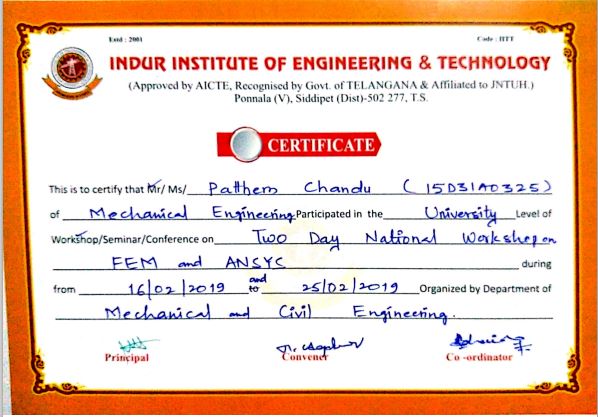 Estd : 2001 Code : IITT
INDUR INSTITUTE OF ENGINEERING & TECHNOLOGY
(Approved by AICTE, Recognised by Govt. of TELANGANA & Affiliated to JNTUH.)
Ponnala (V), Siddipet (Dist)-502 277, T.S.
CERTIFICATE
This is to certify that Mr/ Ms/ Patthem Chandu (15D31A0325)
of Mechanical Engineering Participated in the University Level of
Workshop/Seminar/Conference on Two Day National Workshop on
FEM and ANSYS during
from 16/02/2019 and to 25/02/2019 Organized by Department of
Mechanical and Civil Engineering.
Principal Convener Co -ordinator